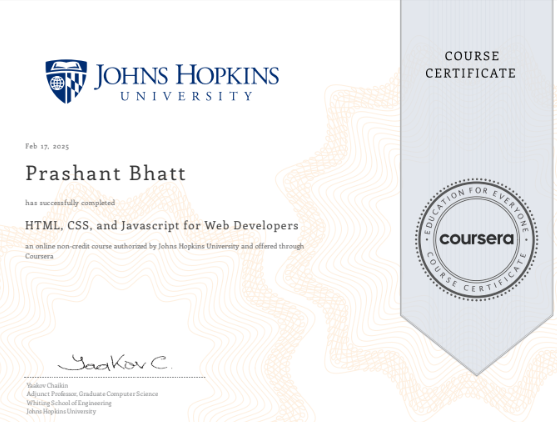 JOHNS HOPKINS
UNIVERSITY
COURSE
CERTIFICATE
Feb 17, 2025
Prashant Bhatt
has successfully completed
HTML, CSS, and Javascript for Web Developers
an online non-credit course authorized by Johns Hopkins University and offered through
Coursera
EDUCATION FOR EVERYONE
coursera
COURSE CERTIFICATE
Yaakov C.
Yaakov Chaikin
Adjunct Professor, Graduate Computer Science
Whiting School of Engineering
Johns Hopkins University